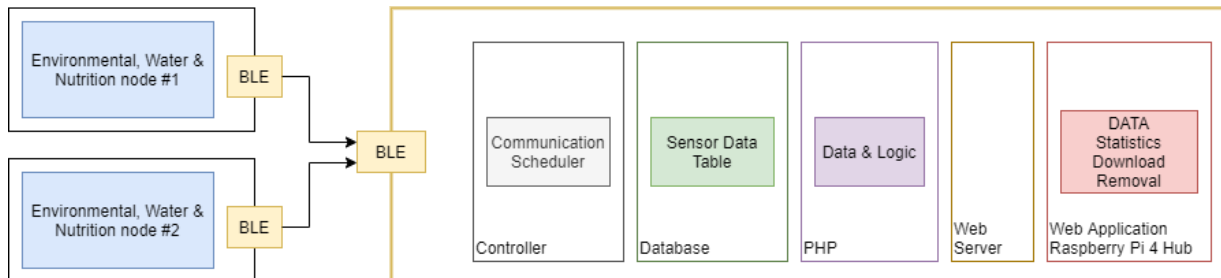 Environmental, Water &
Nutrition node #1
BLE
Environmental, Water &
Nutrition node #2
BLE
BLE
Communication
Scheduler
Controller
Sensor Data
Table
Database
Data & Logic
PHP
Web
Server
DATA
Statistics
Download
Removal
Web Application
Raspberry Pi 4 Hub